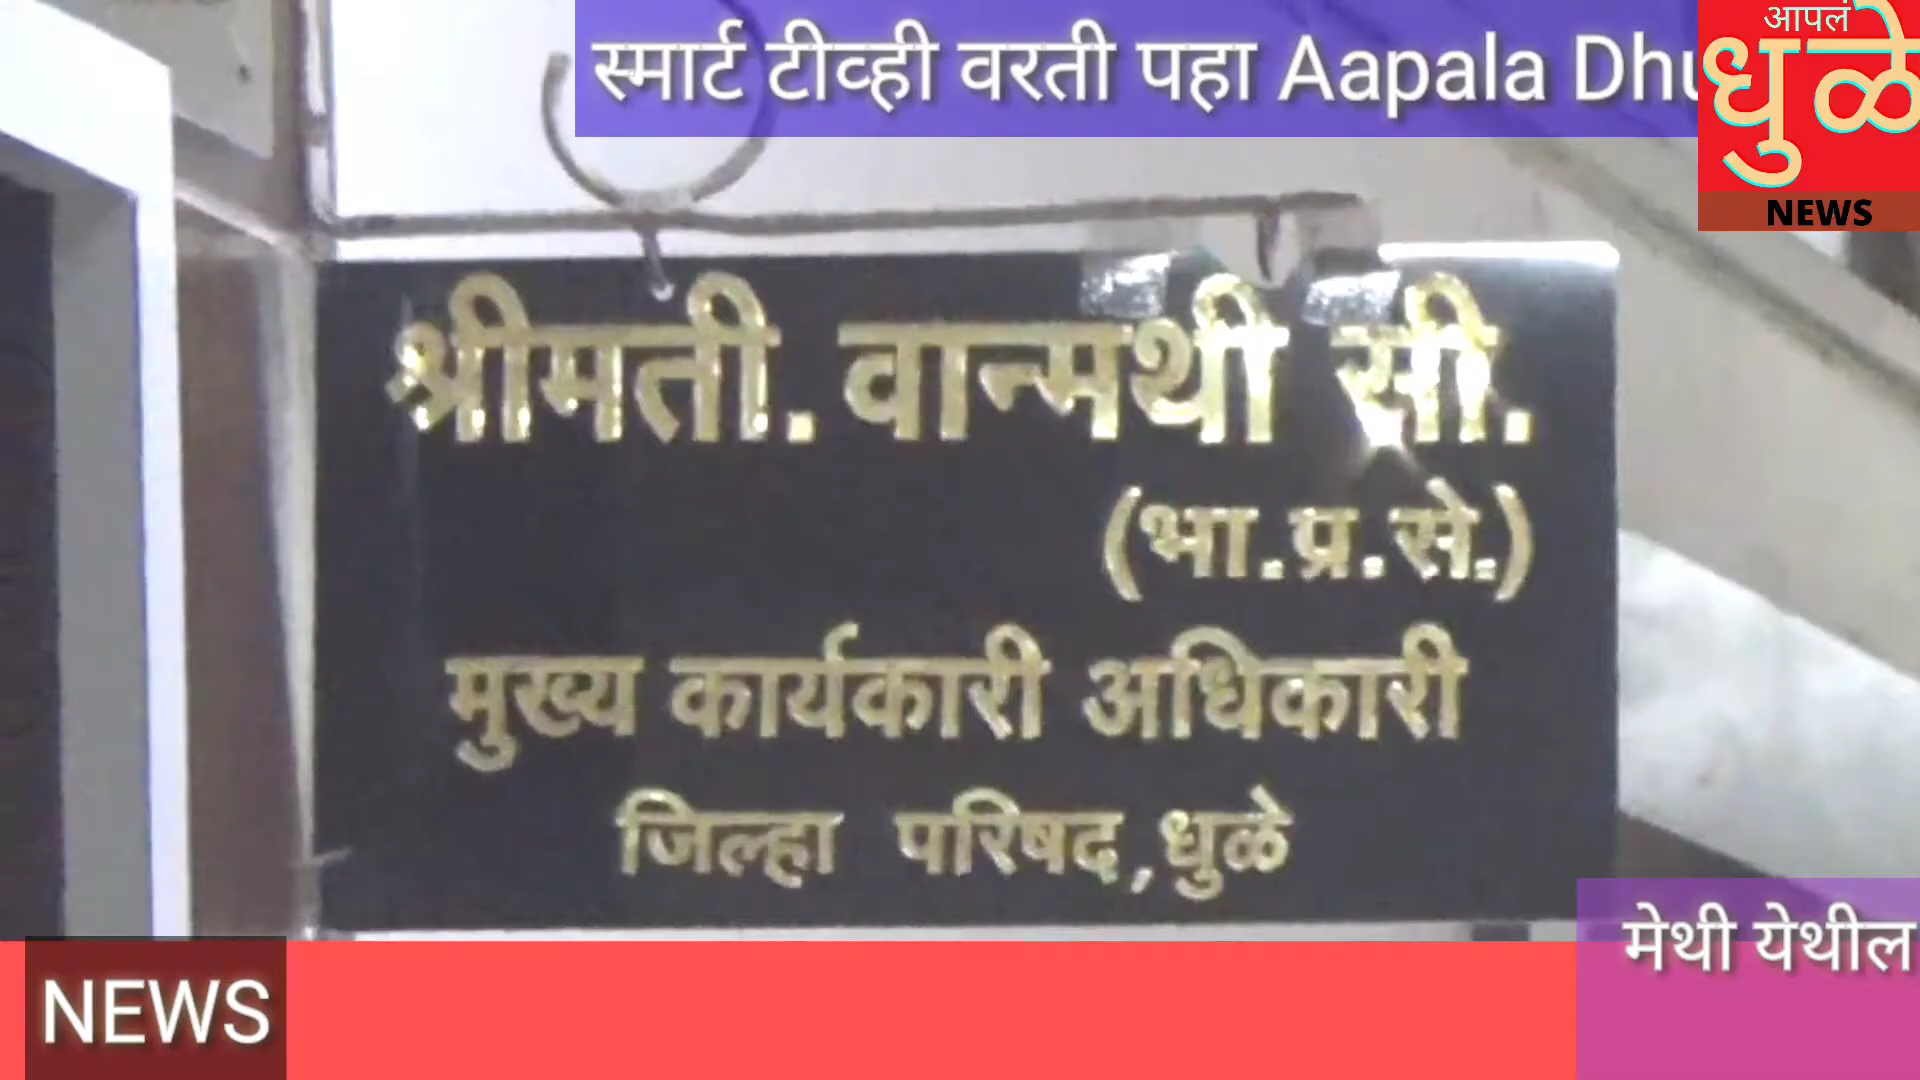 स्मार्ट टीव्ही वरती पहा Aapala Dhu
आपलं
धुळे
NEWS
श्रीमती. वान्मथी सी.
(भा.प्र.से.)
मुख्य कार्यकारी अधिकारी
जिल्हा परिषद,धुळे
मेथी येथील
NEWS